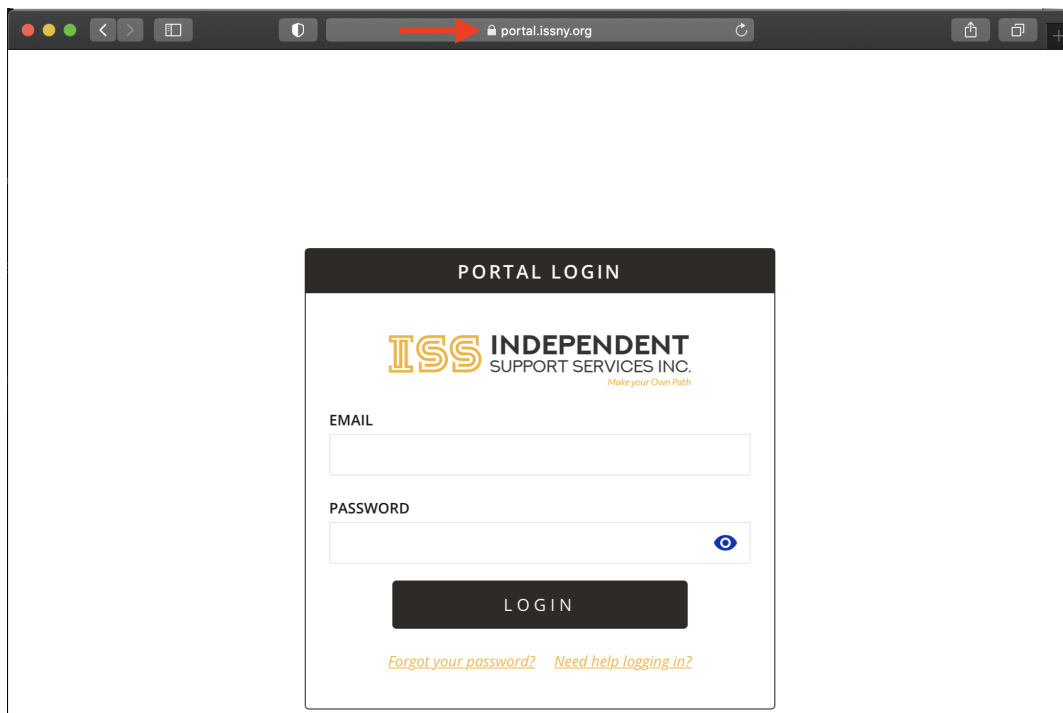 portal.issny.org
PORTAL LOGIN
ISS INDEPENDENT
SUPPORT SERVICES INC.
Make your Own Path
EMAIL
PASSWORD
LOGIN
Forgot your password? Need help logging in?